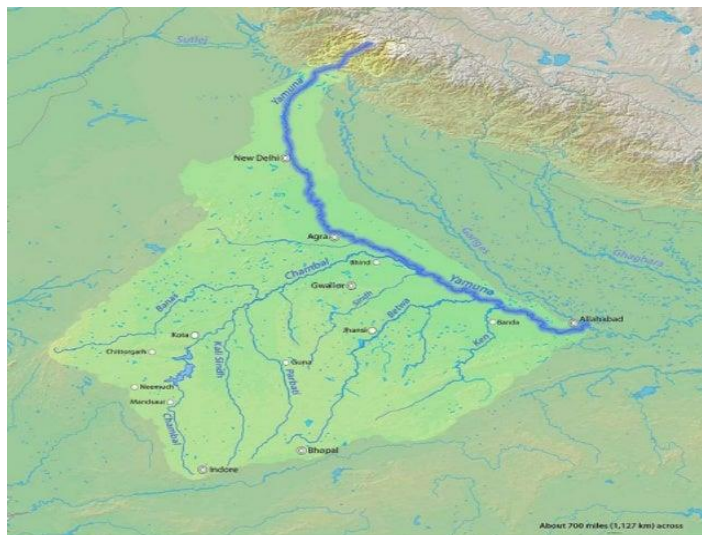 Sutlej
Yamuna
New Delhi
Ganges
Ghaghara
Agra
Bhind
Chambal
Gwalior
Yamuna
Banas
Sindh
Betwa
Allahabad
Kota
Jhansi
Banda
Ken
Chittorgarh
Kali Sindh
Guna
Parbati
Neemuch
Mandsaur
Chambal
Bhopal
Indore
About 700 miles (1,127 km) across